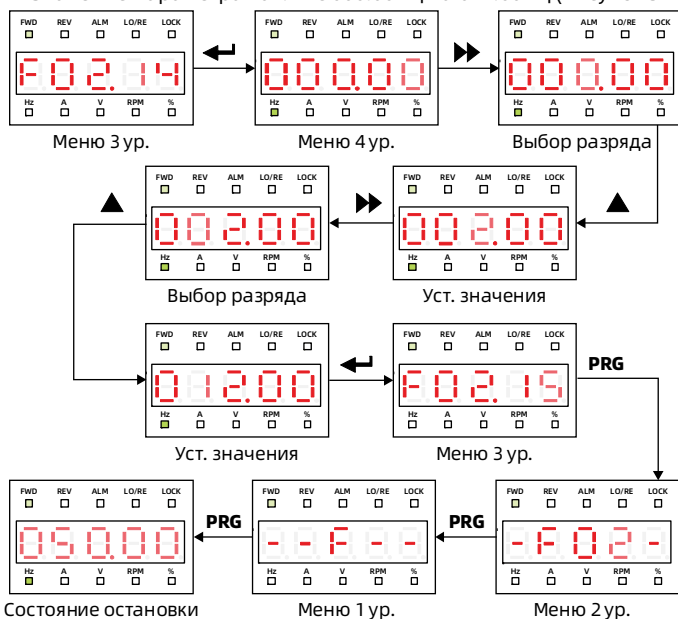 FWD REV ALM LO/RE LOCK FWD REV ALM LO/RE LOCK FWD REV ALM LO/RE LOCK
F02.14 000.00 000.00
Hz A V RPM % Hz A V RPM % Hz A V RPM %
Меню 3 ур. Меню 4 ур. Выбор разряда
FWD REV ALM LO/RE LOCK FWD REV ALM LO/RE LOCK
002.00 002.00
Hz A V RPM % Hz A V RPM %
Выбор разряда Уст. значения
FWD REV ALM LO/RE LOCK FWD REV ALM LO/RE LOCK
012.00 F02.15 PRG
Hz A V RPM % Hz A V RPM %
Уст. значения Меню 3 ур.
FWD REV ALM LO/RE LOCK FWD REV ALM LO/RE LOCK FWD REV ALM LO/RE LOCK
050.00 PRG --F-- PRG -F02-
Hz A V RPM % Hz A V RPM % Hz A V RPM %
Состояние остановки Меню 1 ур. Меню 2 ур.